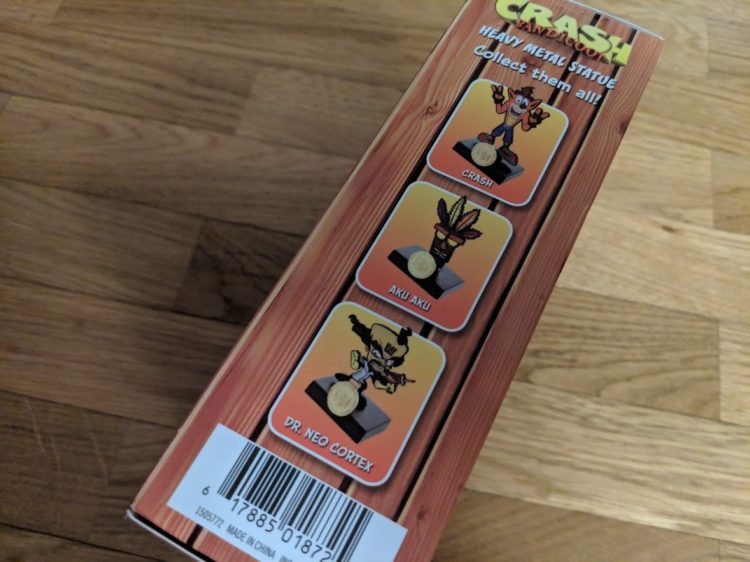 CRASH
BANDICOOT
HEAVY METAL STATUE
Collect them all!
CRASH
AKU AKU
DR. NEO CORTEX
6 17885 01872
1505772 MADE IN CHINA